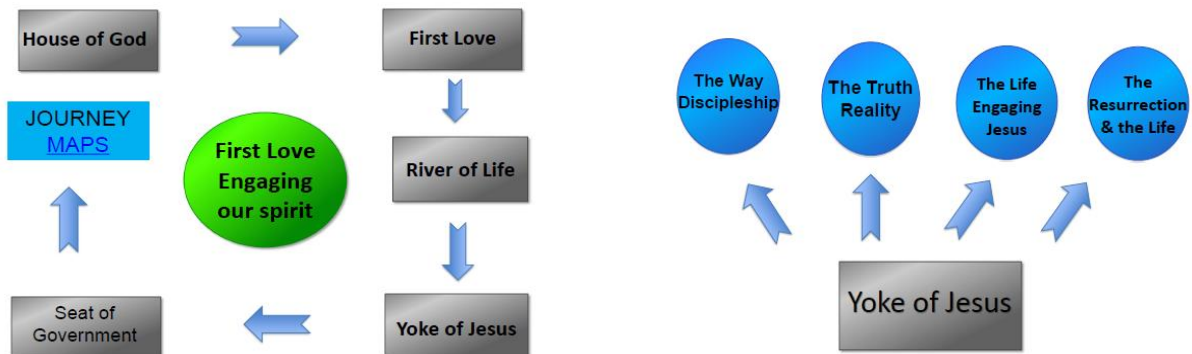 House of God
First Love
JOURNEY
MAPS
First Love
Engaging
our spirit
River of Life
Seat of
Government
Yoke of Jesus
The Way
Discipleship
The Truth
Reality
The Life
Engaging
Jesus
The
Resurrection
& the Life
Yoke of Jesus